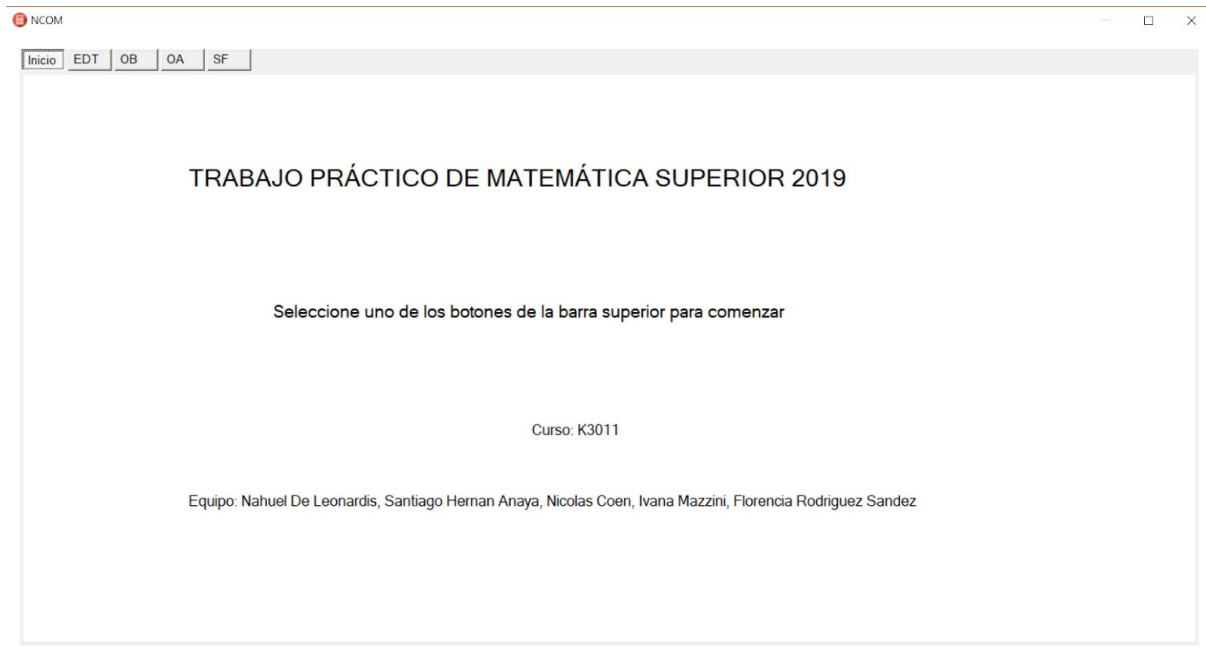 NCOM
Inicio EDT OB OA SF
TRABAJO PRÁCTICO DE MATEMÁTICA SUPERIOR 2019
Seleccione uno de los botones de la barra superior para comenzar
Curso: K3011
Equipo: Nahuel De Leonardis, Santiago Hernan Anaya, Nicolas Coen, Ivana Mazzini, Florencia Rodriguez Sandez